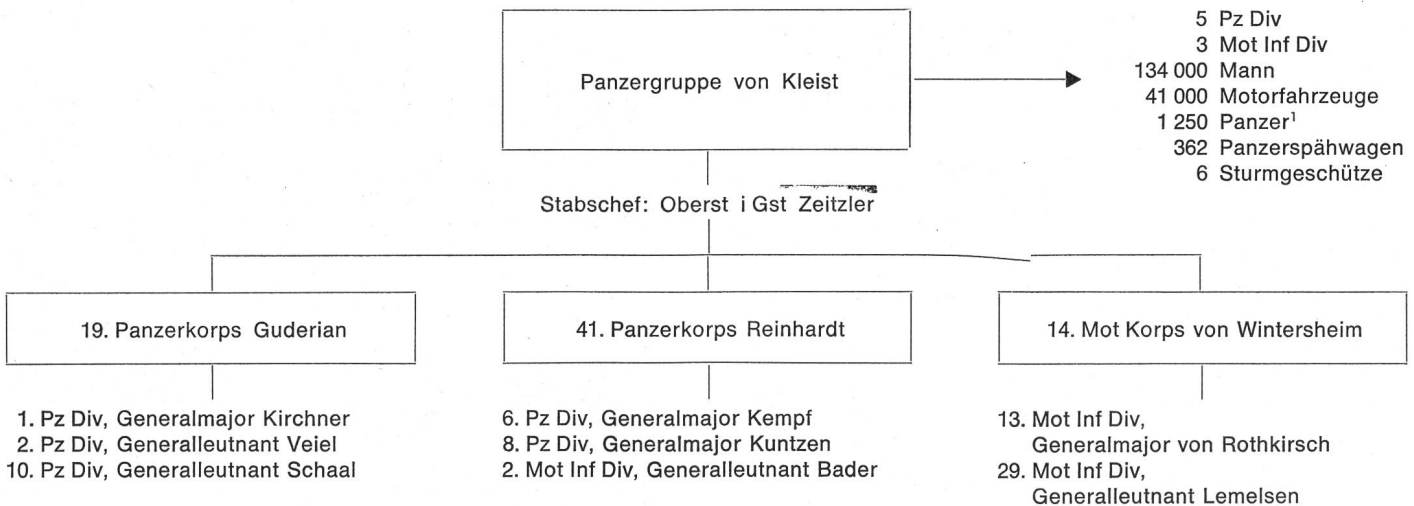 Panzergruppe von Kleist
5 Pz Div
3 Mot Inf Div
134 000 Mann
41 000 Motorfahrzeuge
1 250 Panzer¹
362 Panzerspähwagen
6 Sturmgeschütze
Stabschef: Oberst i Gst Zeitzler
19. Panzerkorps Guderian
1. Pz Div, Generalmajor Kirchner
2. Pz Div, Generalleutnant Veiel
10. Pz Div, Generalleutnant Schaal
41. Panzerkorps Reinhardt
6. Pz Div, Generalmajor Kempf
8. Pz Div, Generalmajor Kuntzen
2. Mot Inf Div, Generalleutnant Bader
14. Mot Korps von Wintersheim
13. Mot Inf Div,
Generalmajor von Rothkirsch
29. Mot Inf Div,
Generalleutnant Lemelsen